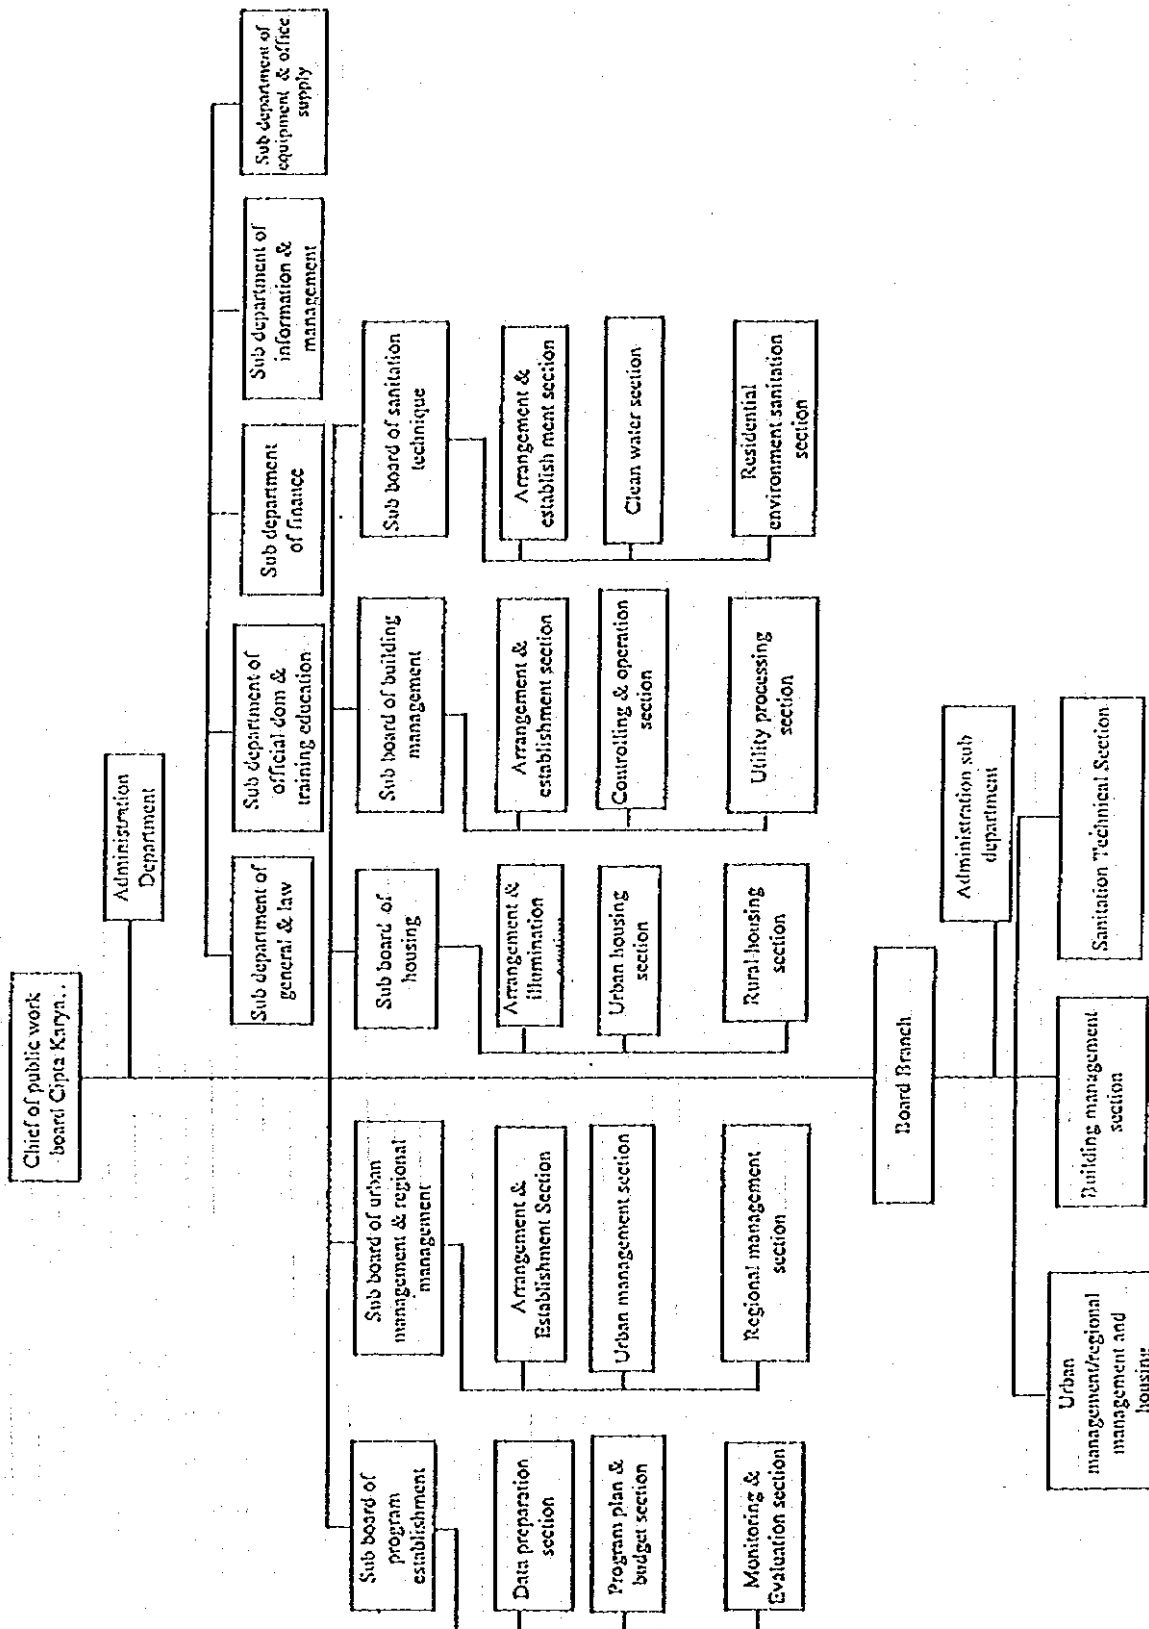 Chief of public work
board Cipta Karya..
Administration
Department
Sub department of
general & law
Sub department of
official dom &
training education
Sub department
of finance
Sub department of
information &
management
Sub department of
equipment & office
supply
Sub board of
program
establishment
Sub board of urban
management & regional
management
Sub board of
housing
Sub board of building
management
Sub board of sanitation
technique
Data preparation
section
Arrangement &
Establishment Section
Arrangement &
illumination
Arrangement &
establishment section
Arrangement &
establish ment section
Program plan &
budget section
Urban management section
Urban housing
section
Controlling & operation
section
Clean water section
Monitoring &
Evaluation section
Regional management
section
Rural housing
section
Utility processing
section
Residential
environment sanitation
section
Board Branch
Administration sub
department
Urban
management/regional
management and
housing
Building management
section
Sanitation Technical Section